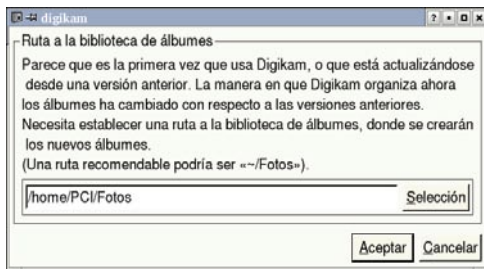 digikam
Ruta a la biblioteca de álbumes
Parece que es la primera vez que usa Digikam, o que está actualizándose
desde una versión anterior. La manera en que Digikam organiza ahora
los álbumes ha cambiado con respecto a las versiones anteriores.
Necesita establecer una ruta a la biblioteca de álbumes, donde se crearán
los nuevos álbumes.
(Una ruta recomendable podría ser «~/Fotos»).
/home/PCI/Fotos Selección
Aceptar Cancelar